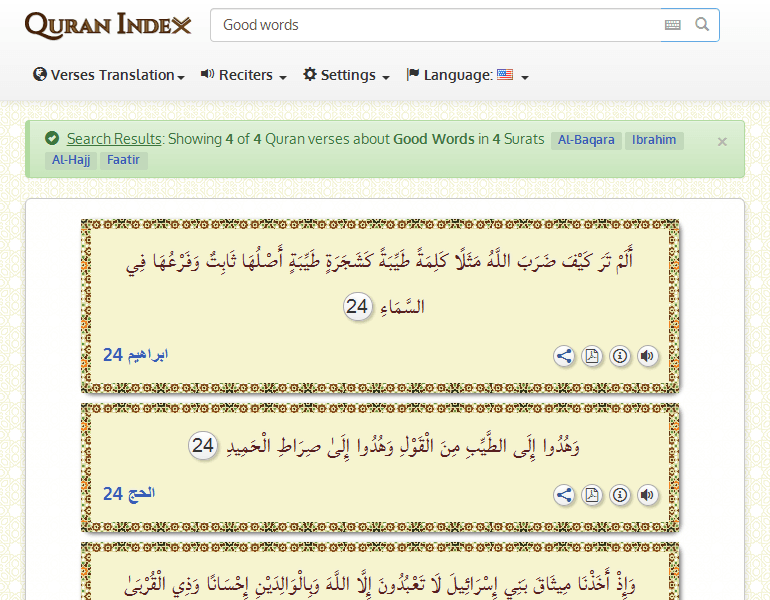 QURAN INDEX
Good words
Verses Translation
Reciters
Settings
Language:
Search Results: Showing 4 of 4 Quran verses about Good Words in 4 Surats Al-Baqara Ibrahim
Al-Hajj Faatir
×
أَلَمْ تَرَ كَيْفَ ضَرَبَ اللَّهُ مَثَلًا كَلِمَةً طَيِّبَةً كَشَجَرَةٍ طَيِّبَةٍ أَصْلُهَا ثَابِتٌ وَفَرْعُهَا فِي
السَّمَاءِ 24
ابراهيم 24
وَهُدُوا إِلَى الطَّيِّبِ مِنَ الْقَوْلِ وَهُدُوا إِلَىٰ صِرَاطِ الْحَمِيدِ 24
الحج 24
وَإِذْ أَخَذْنَا مِيثَاقَ بَنِي إِسْرَائِيلَ لَا تَعْبُدُونَ إِلَّا اللَّهَ وَبِالْوَالِدَيْنِ إِحْسَانًا وَذِي الْقُرْبَىٰ